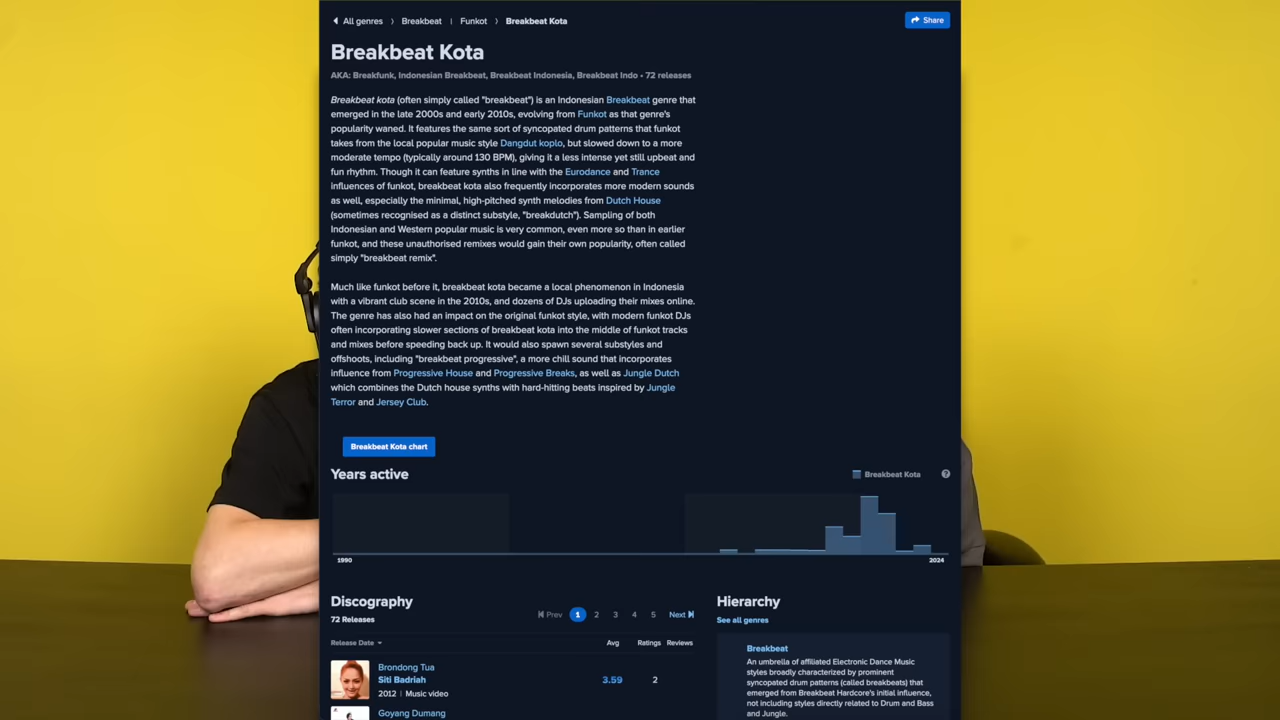 All genres
Breakbeat
Funkot
Breakbeat Kota
Share
Breakbeat Kota
AKA: Breakfunk, Indonesian Breakbeat, Breakbeat Indonesia, Breakbeat Indo • 72 releases
Breakbeat kota (often simply called "breakbeat") is an Indonesian Breakbeat genre that
emerged in the late 2000s and early 2010s, evolving from Funkot as that genre's
popularity waned. It features the same sort of syncopated drum patterns that funkot
takes from the local popular music style Dangdut koplo, but slowed down to a more
moderate tempo (typically around 130 BPM), giving it a less intense yet still upbeat and
fun rhythm. Though it can feature synths in line with the Eurodance and Trance
influences of funkot, breakbeat kota also frequently incorporates more modern sounds
as well, especially the minimal, high-pitched synth melodies from Dutch House
(sometimes recognised as a distinct substyle, "breakdutch"). Sampling of both
Indonesian and Western popular music is very common, even more so than in earlier
funkot, and these unauthorised remixes would gain their own popularity, often called
simply "breakbeat remix".
Much like funkot before it, breakbeat kota became a local phenomenon in Indonesia
with a vibrant club scene in the 2010s, and dozens of DJs uploading their mixes online.
The genre has also had an impact on the original funkot style, with modern funkot DJs
often incorporating slower sections of breakbeat kota into the middle of funkot tracks
and mixes before speeding back up. It would also spawn several substyles and
offshoots, including "breakbeat progressive", a more chill sound that incorporates
influence from Progressive House and Progressive Breaks, as well as Jungle Dutch
which combines the Dutch house synths with hard-hitting beats inspired by Jungle
Terror and Jersey Club.
Breakbeat Kota chart
Years active
Breakbeat Kota
?
1990
2024
Discography
72 Releases
Prev 1 2 3 4 5 Next
Release Date
Avg
Ratings
Reviews
Brondong Tua
Siti Badriah
2012 | Music video
3.59
2
Goyang Dumang
Hierarchy
See all genres
Breakbeat
An umbrella of affiliated Electronic Dance Music
styles broadly characterized by prominent
syncopated drum patterns (called breakbeats) that
emerged from Breakbeat Hardcore's initial influence,
not including styles directly related to Drum and Bass
and Jungle.